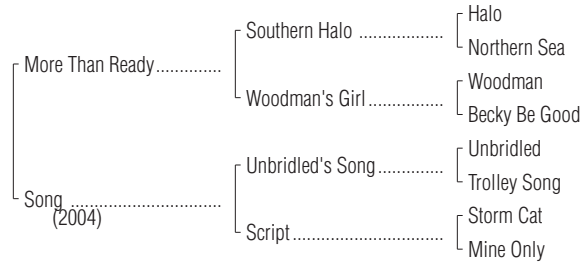 Halo
Southern Halo ..................
Northern Sea
More Than Ready..............
Woodman
Woodman's Girl ................
Becky Be Good
Unbridled
Unbridled's Song ..............
Trolley Song
Song ..................................
(2004)
Storm Cat
Script................................
Mine Only